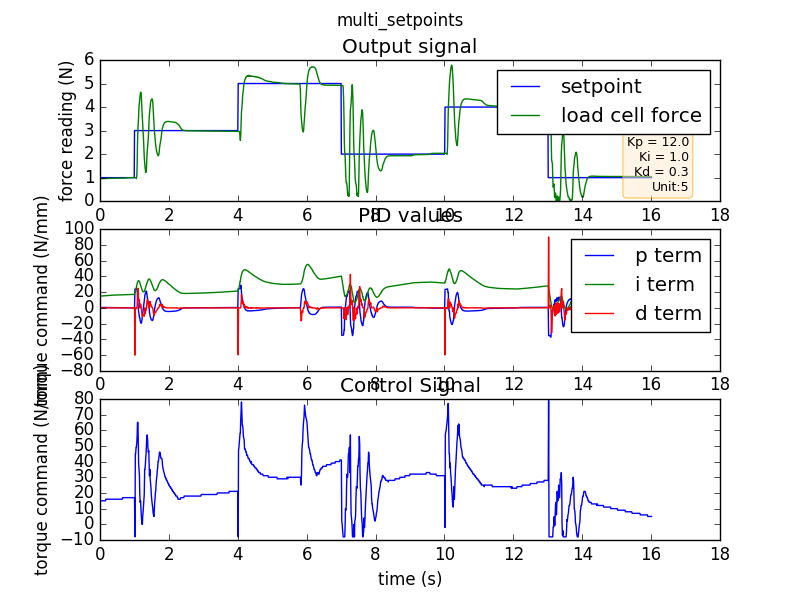 multi_setpoints
Output signal
force reading (N)
6
5
4
3
2
1
0
setpoint
load cell force
Kp = 12.0
Ki = 1.0
Kd = 0.3
Unit:5
0 2 4 6 8 10 12 14 16 18
PID values
torque command (N/mm)
100
80
60
40
20
0
−20
−40
−60
−80
p term
i term
d term
0 2 4 6 8 10 12 14 16 18
Control Signal
torque command (N/mm)
80
70
60
50
40
30
20
10
0
−10
0 2 4 6 8 10 12 14 16 18
time (s)